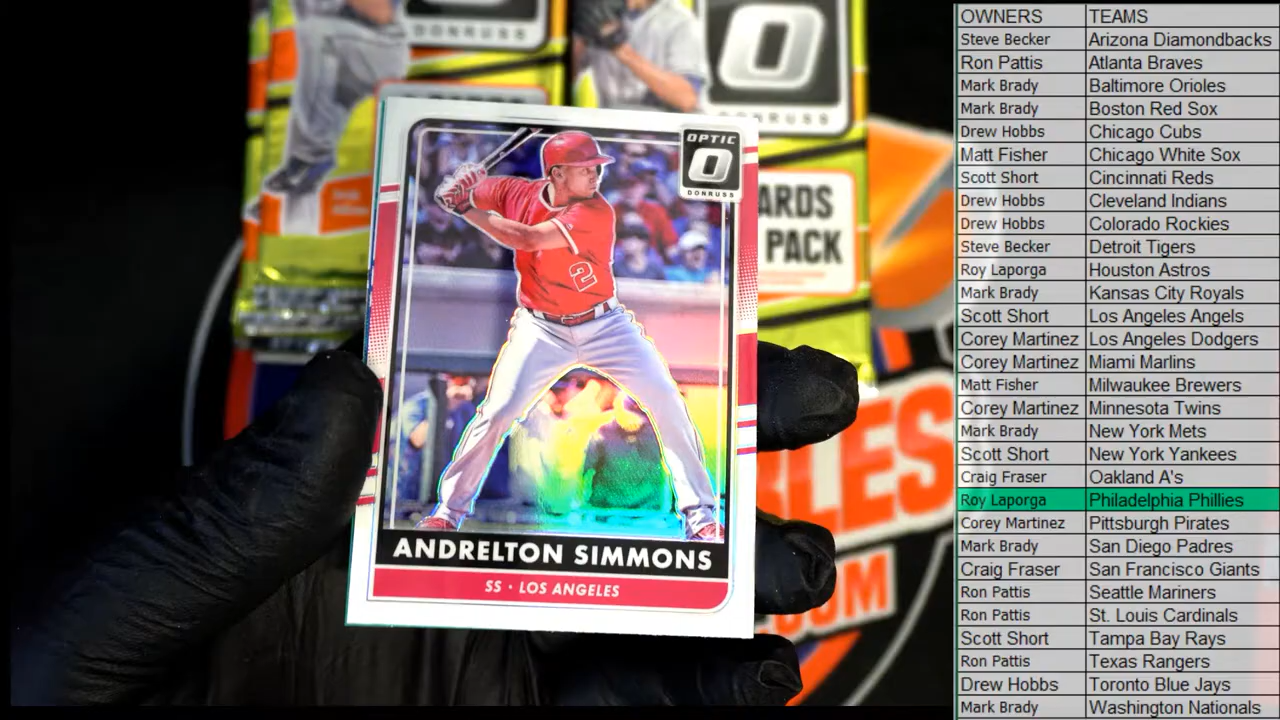 DONRUSS
DONRUSS
OPTIC
DONRUSS
ARDS
PACK
2
ANDRELTON SIMMONS
SS · LOS ANGELES
BLES
.COM
OWNERS TEAMS
Steve Becker Arizona Diamondbacks
Ron Pattis Atlanta Braves
Mark Brady Baltimore Orioles
Mark Brady Boston Red Sox
Drew Hobbs Chicago Cubs
Matt Fisher Chicago White Sox
Scott Short Cincinnati Reds
Drew Hobbs Cleveland Indians
Drew Hobbs Colorado Rockies
Steve Becker Detroit Tigers
Roy Laporga Houston Astros
Mark Brady Kansas City Royals
Scott Short Los Angeles Angels
Corey Martinez Los Angeles Dodgers
Corey Martinez Miami Marlins
Matt Fisher Milwaukee Brewers
Corey Martinez Minnesota Twins
Mark Brady New York Mets
Scott Short New York Yankees
Craig Fraser Oakland A's
Roy Laporga Philadelphia Phillies
Corey Martinez Pittsburgh Pirates
Mark Brady San Diego Padres
Craig Fraser San Francisco Giants
Ron Pattis Seattle Mariners
Ron Pattis St. Louis Cardinals
Scott Short Tampa Bay Rays
Ron Pattis Texas Rangers
Drew Hobbs Toronto Blue Jays
Mark Brady Washington Nationals